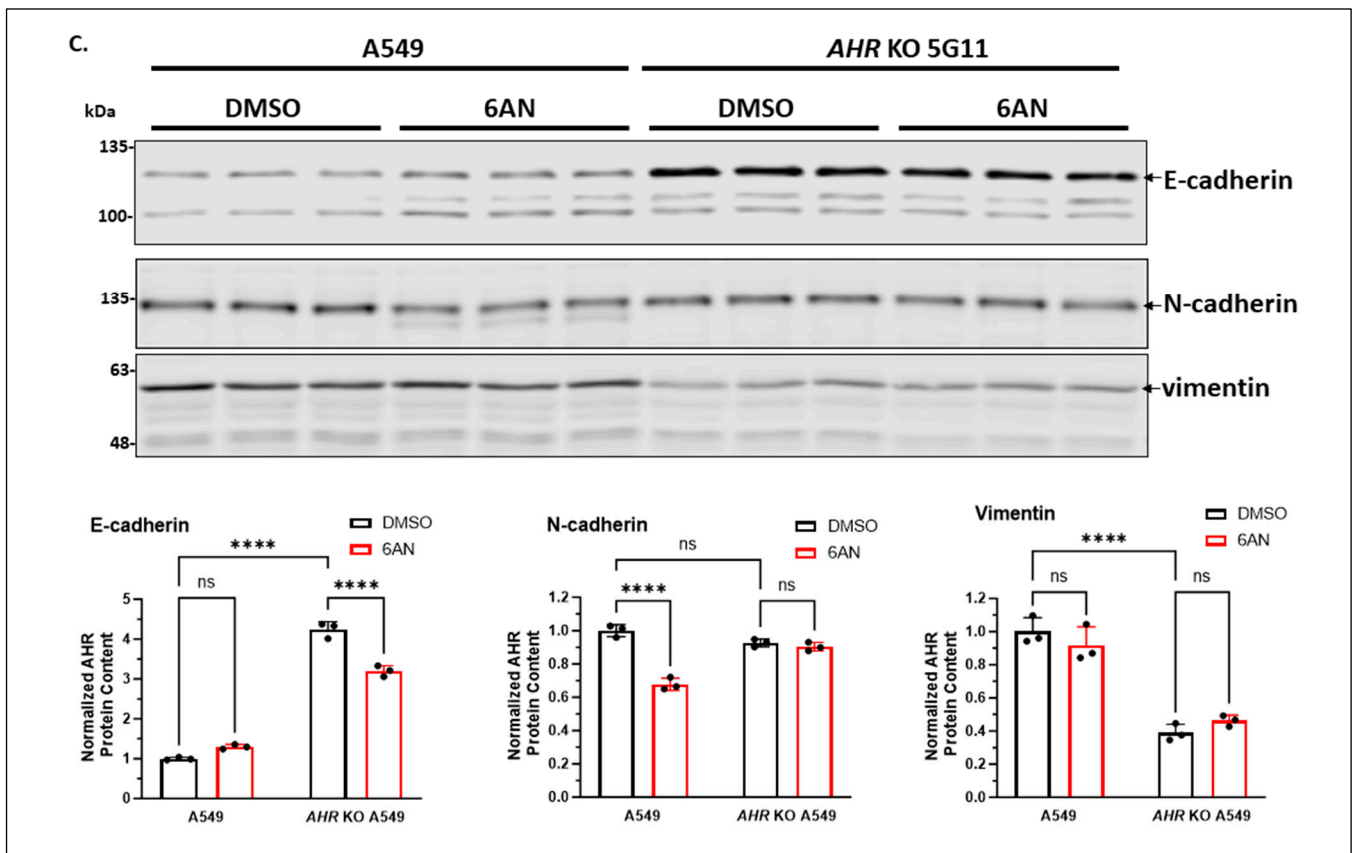 C.
A549 AHR KO 5G11
kDa DMSO 6AN DMSO 6AN
135-
E-cadherin
100-
135-
N-cadherin
63-
vimentin
48-
E-cadherin
DMSO
6AN
****
ns
****
Normalized AHR
Protein Content
5
4
3
2
1
0
A549
AHR KO A549
N-cadherin
DMSO
6AN
ns
****
ns
Normalized AHR
Protein Content
1.2
1.0
0.8
0.6
0.4
0.2
0.0
A549
AHR KO A549
Vimentin
DMSO
6AN
****
ns
ns
Normalized AHR
Protein Content
1.2
1.0
0.8
0.6
0.4
0.2
0.0
A549
AHR KO A549